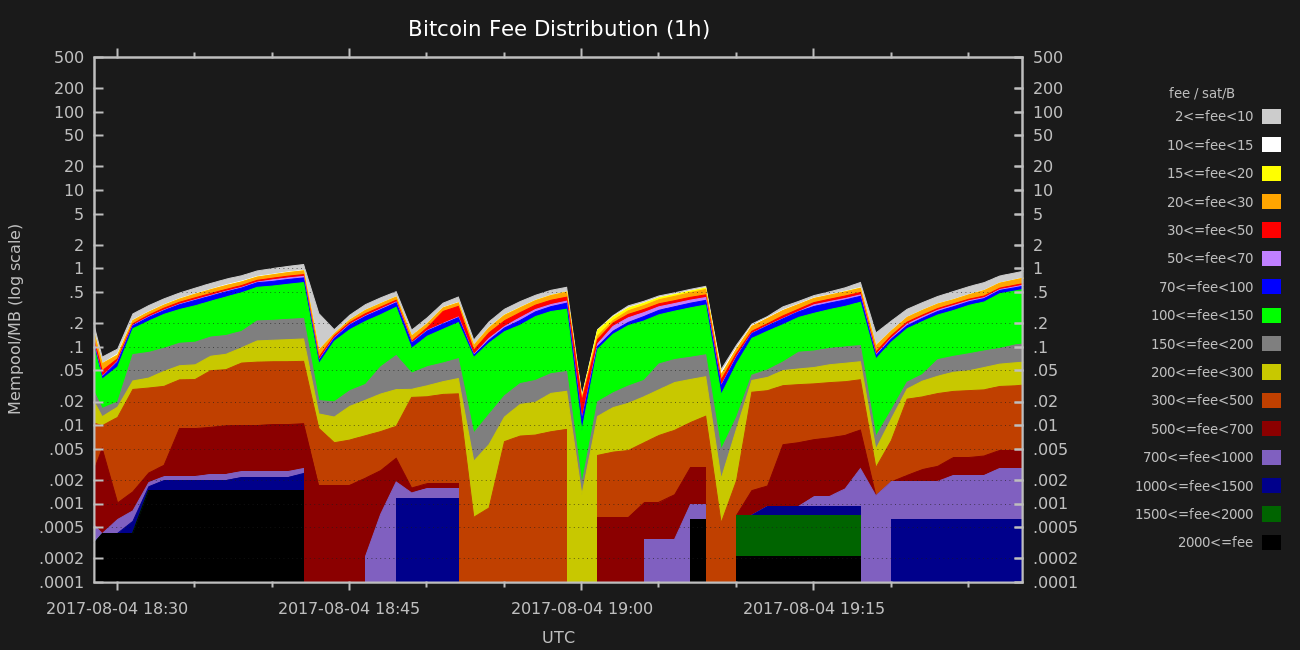 Bitcoin Fee Distribution (1h)
Mempool/MB (log scale)
500
200
100
50
20
10
5
2
1
.5
.2
.1
.05
.02
.01
.005
.002
.001
.0005
.0002
.0001
500
200
100
50
20
10
5
2
1
.5
.2
.1
.05
.02
.01
.005
.002
.001
.0005
.0002
.0001
2017-08-04 18:30 2017-08-04 18:45 2017-08-04 19:00 2017-08-04 19:15
UTC
fee / sat/B
2<=fee<10
10<=fee<15
15<=fee<20
20<=fee<30
30<=fee<50
50<=fee<70
70<=fee<100
100<=fee<150
150<=fee<200
200<=fee<300
300<=fee<500
500<=fee<700
700<=fee<1000
1000<=fee<1500
1500<=fee<2000
2000<=fee